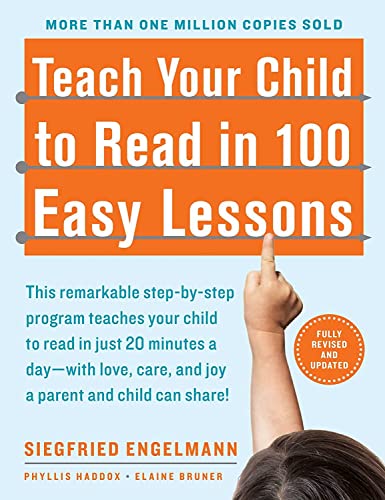 MORE THAN ONE MILLION COPIES SOLD
Teach Your Child
to Read in 100
Easy Lessons
This remarkable step-by-step
program teaches your child
to read in just 20 minutes a
day—with love, care, and joy
a parent and child can share!
FULLY
REVISED AND
UPDATED
SIEGFRIED ENGELMANN
PHYLLIS HADDOX • ELAINE BRUNER